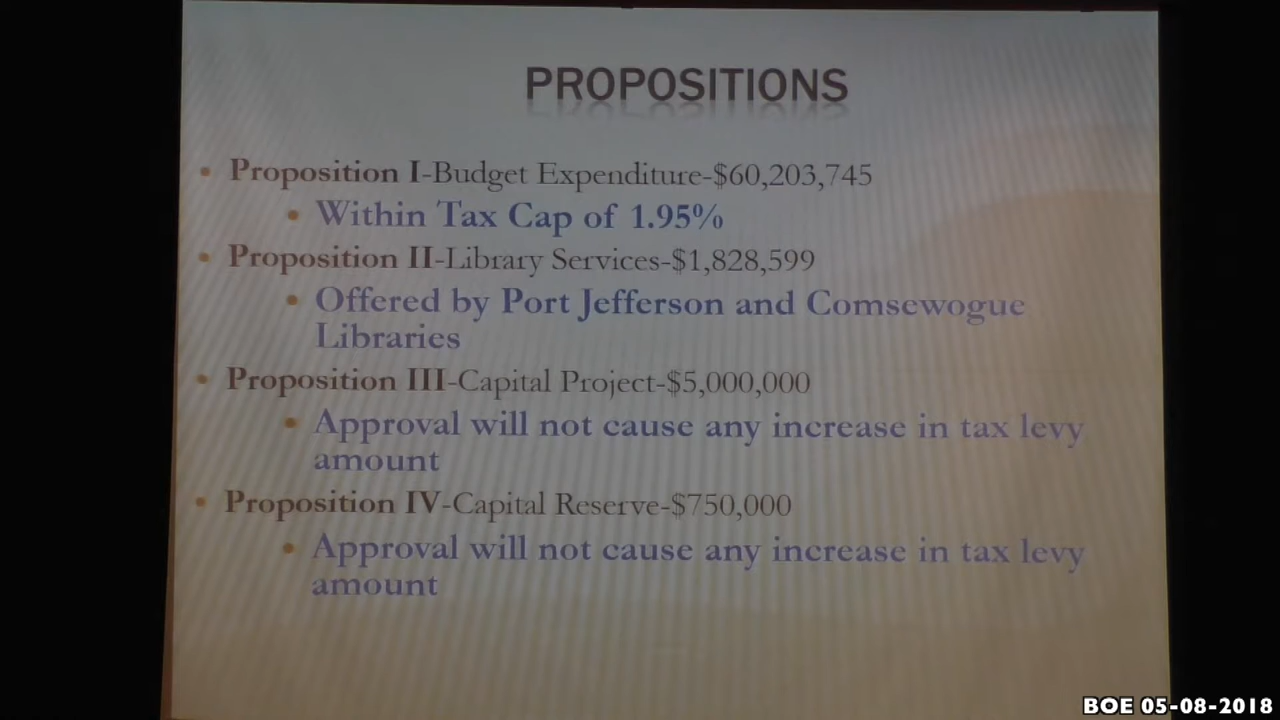 PROPOSITIONS
• Proposition I-Budget Expenditure-$60,203,745
• Within Tax Cap of 1.95%
• Proposition II-Library Services-$1,828,599
• Offered by Port Jefferson and Comsewogue
Libraries
• Proposition III-Capital Project-$5,000,000
• Approval will not cause any increase in tax levy
amount
• Proposition IV-Capital Reserve-$750,000
• Approval will not cause any increase in tax levy
amount
BOE 05-08-2018